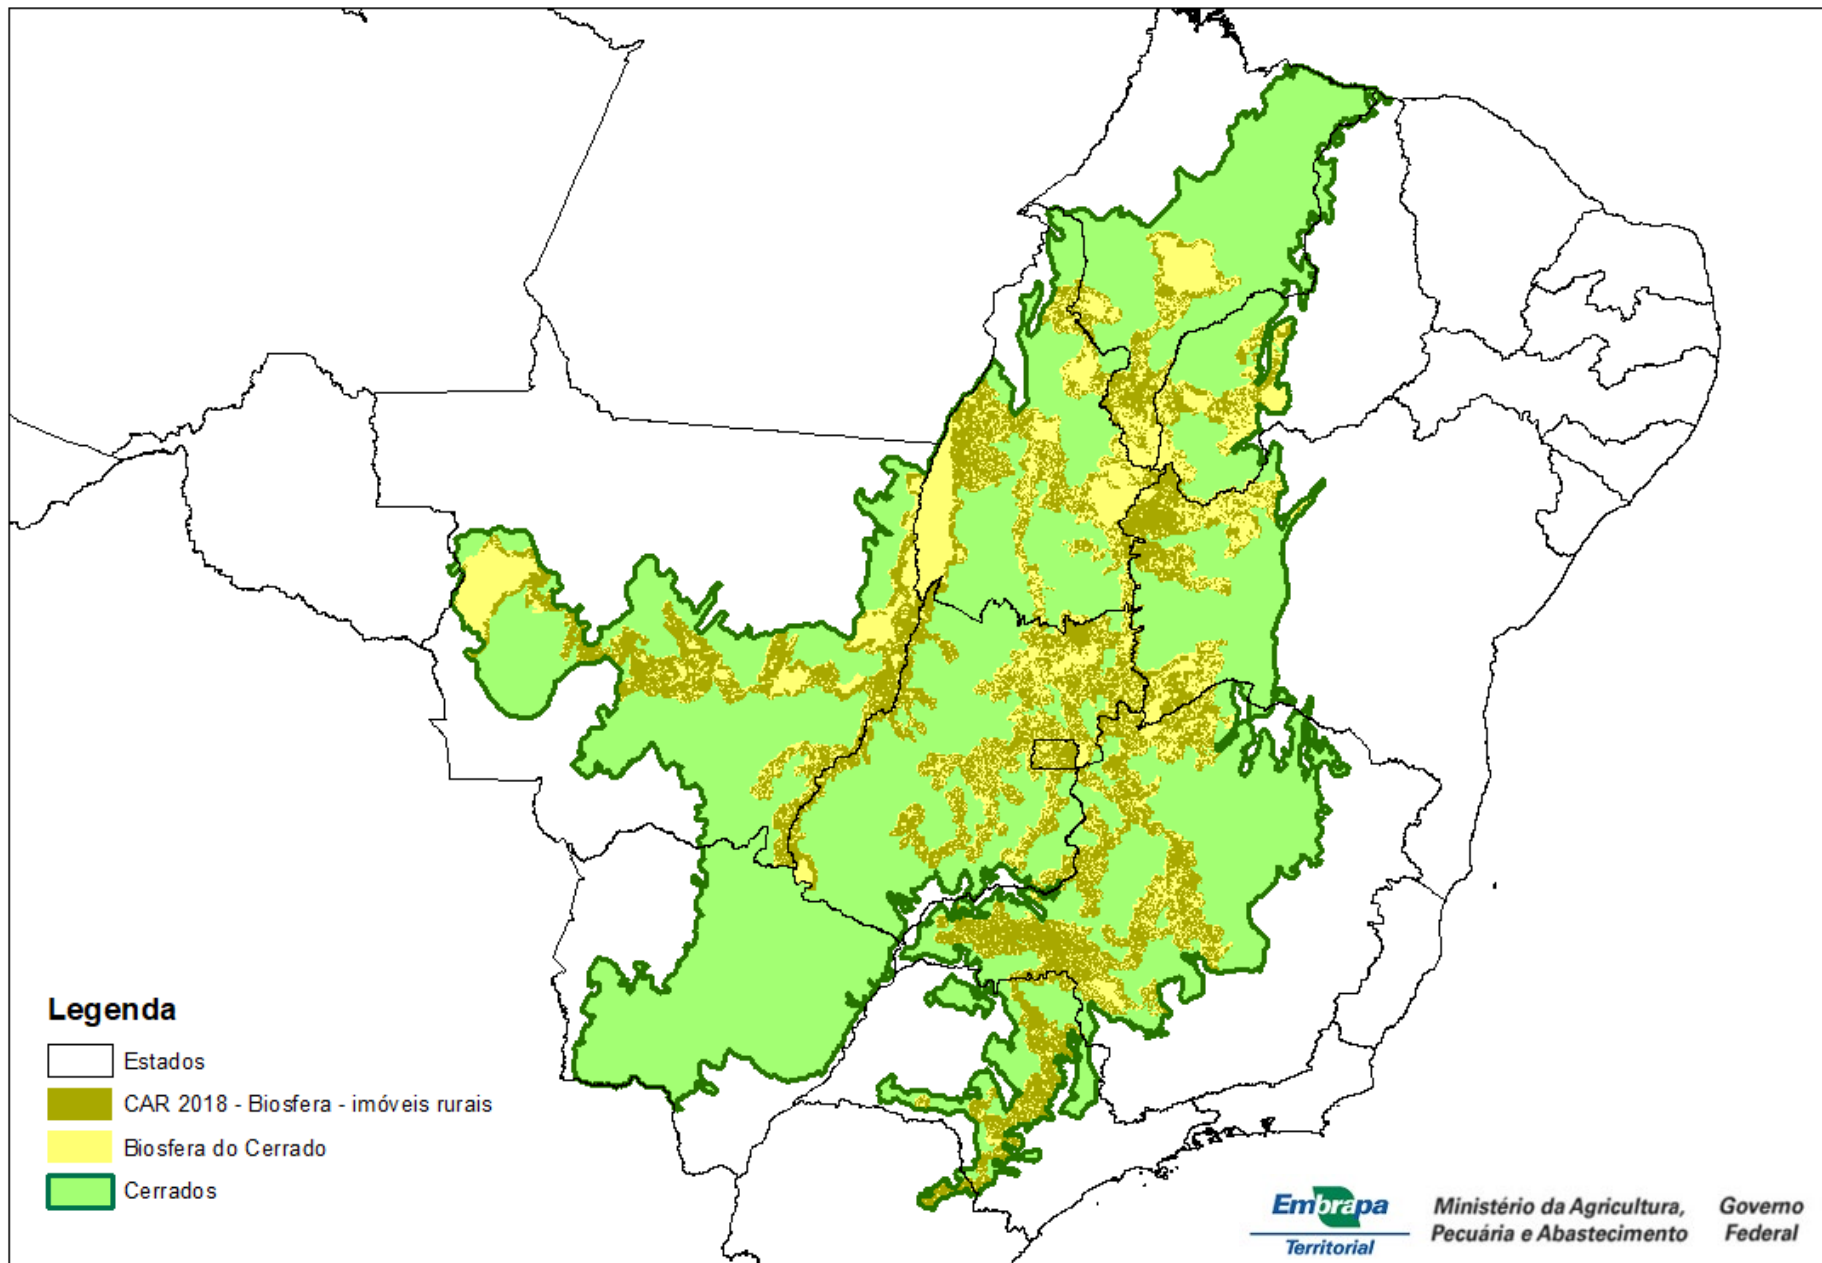 Legenda
Estados
CAR 2018 - Biosfera - imóveis rurais
Biosfera do Cerrado
Cerrados
Embrapa
Territorial
Ministério da Agricultura,
Pecuária e Abastecimento
Governo
Federal